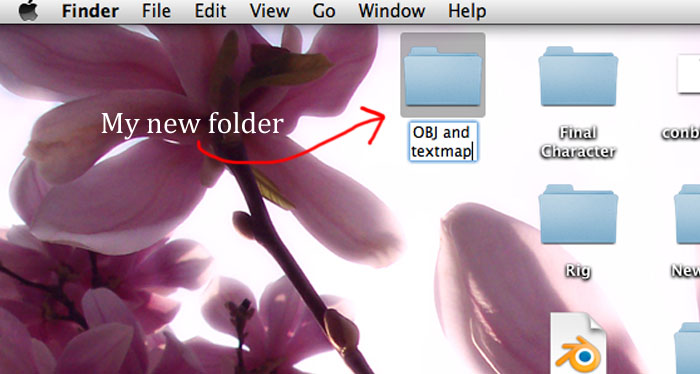 Finder File Edit View Go Window Help
My new folder
OBJ and
textmap
Final
Character
conb
Rig
New